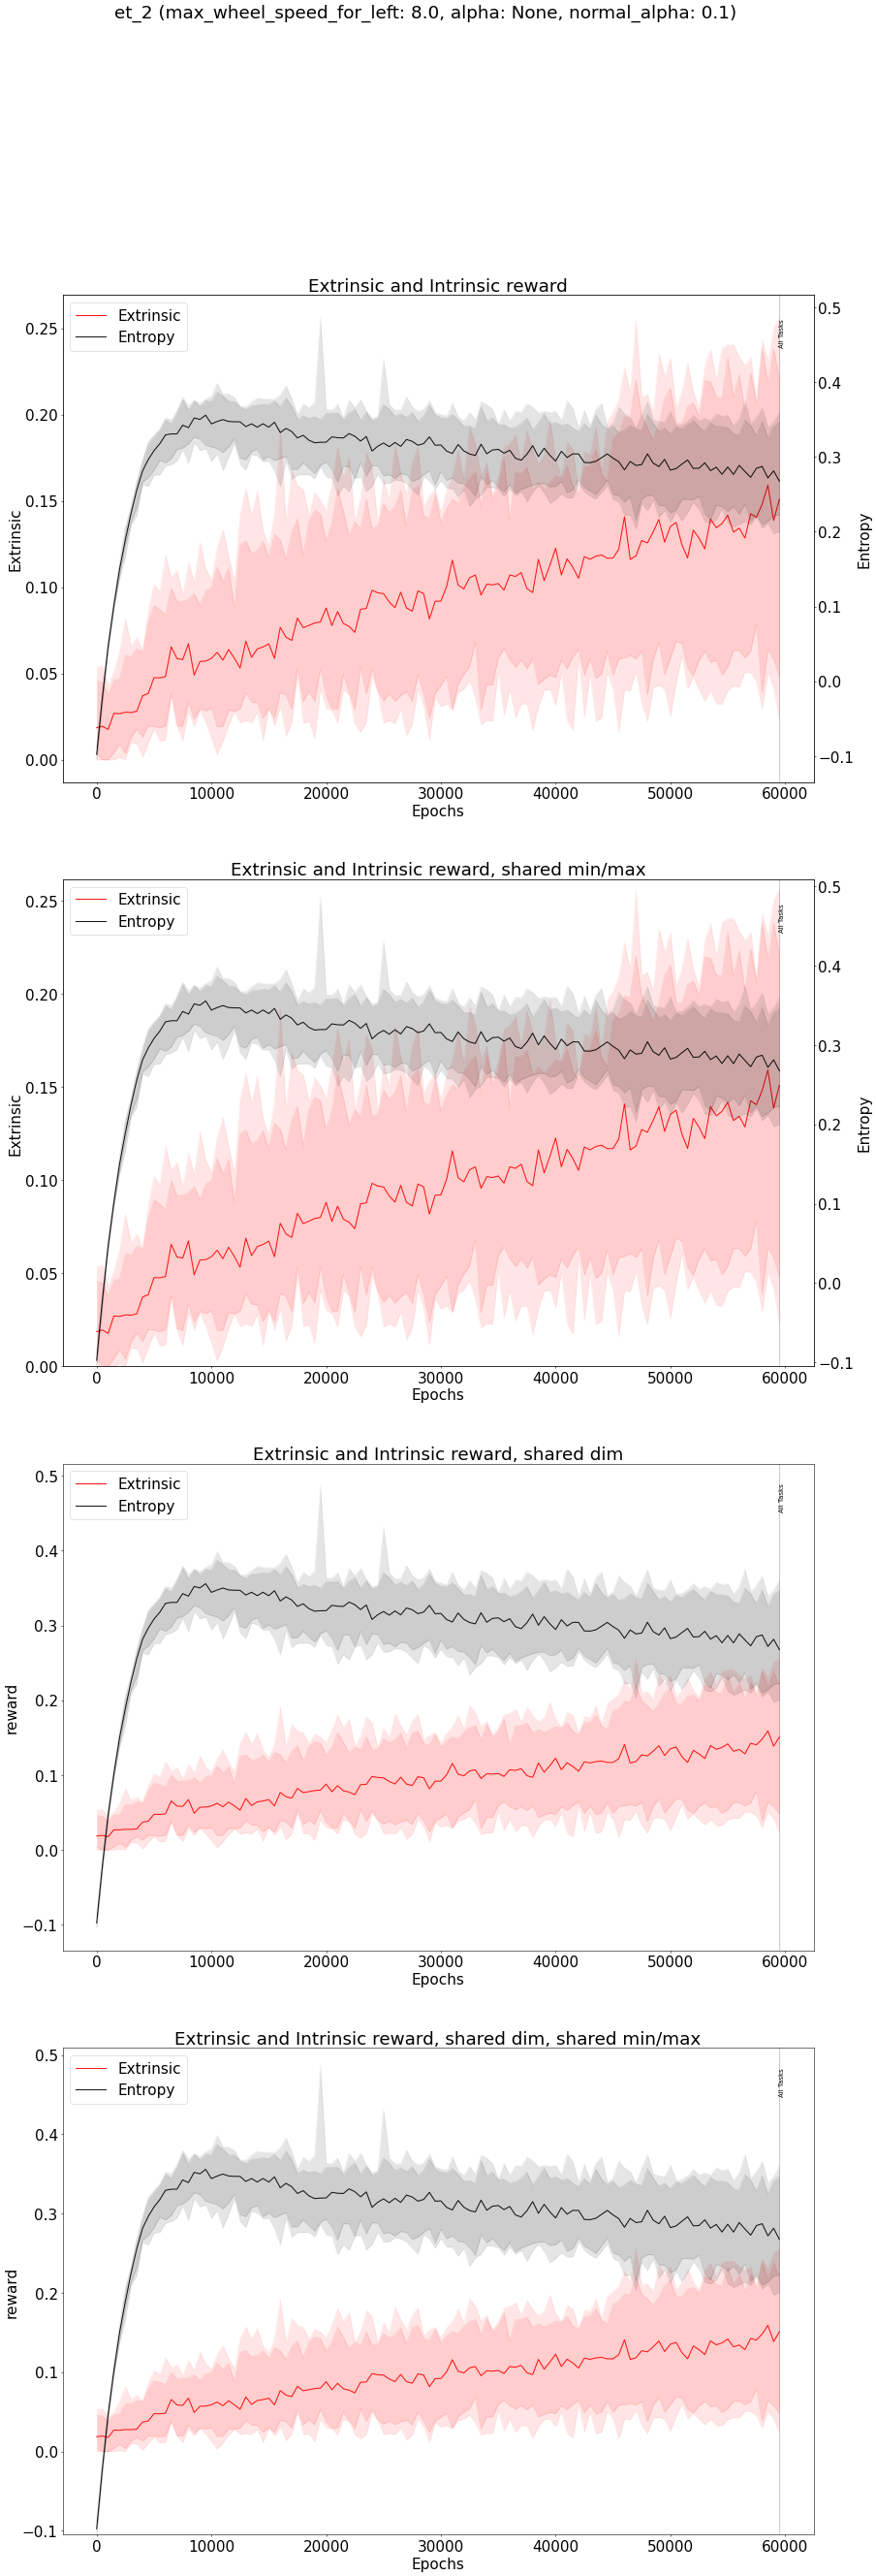 et_2 (max_wheel_speed_for_left: 8.0, alpha: None, normal_alpha: 0.1)
Extrinsic and Intrinsic reward
Extrinsic
Entropy
All Tasks
0.25
0.20
0.15
0.10
0.05
0.00
Extrinsic
0.5
0.4
0.3
0.2
0.1
0.0
−0.1
Entropy
0 10000 20000 30000 40000 50000 60000
Epochs
Extrinsic and Intrinsic reward, shared min/max
Extrinsic
Entropy
All Tasks
0.25
0.20
0.15
0.10
0.05
0.00
Extrinsic
0.5
0.4
0.3
0.2
0.1
0.0
−0.1
Entropy
0 10000 20000 30000 40000 50000 60000
Epochs
Extrinsic and Intrinsic reward, shared dim
Extrinsic
Entropy
All Tasks
0.5
0.4
0.3
0.2
0.1
0.0
−0.1
reward
0 10000 20000 30000 40000 50000 60000
Epochs
Extrinsic and Intrinsic reward, shared dim, shared min/max
Extrinsic
Entropy
All Tasks
0.5
0.4
0.3
0.2
0.1
0.0
−0.1
reward
0 10000 20000 30000 40000 50000 60000
Epochs